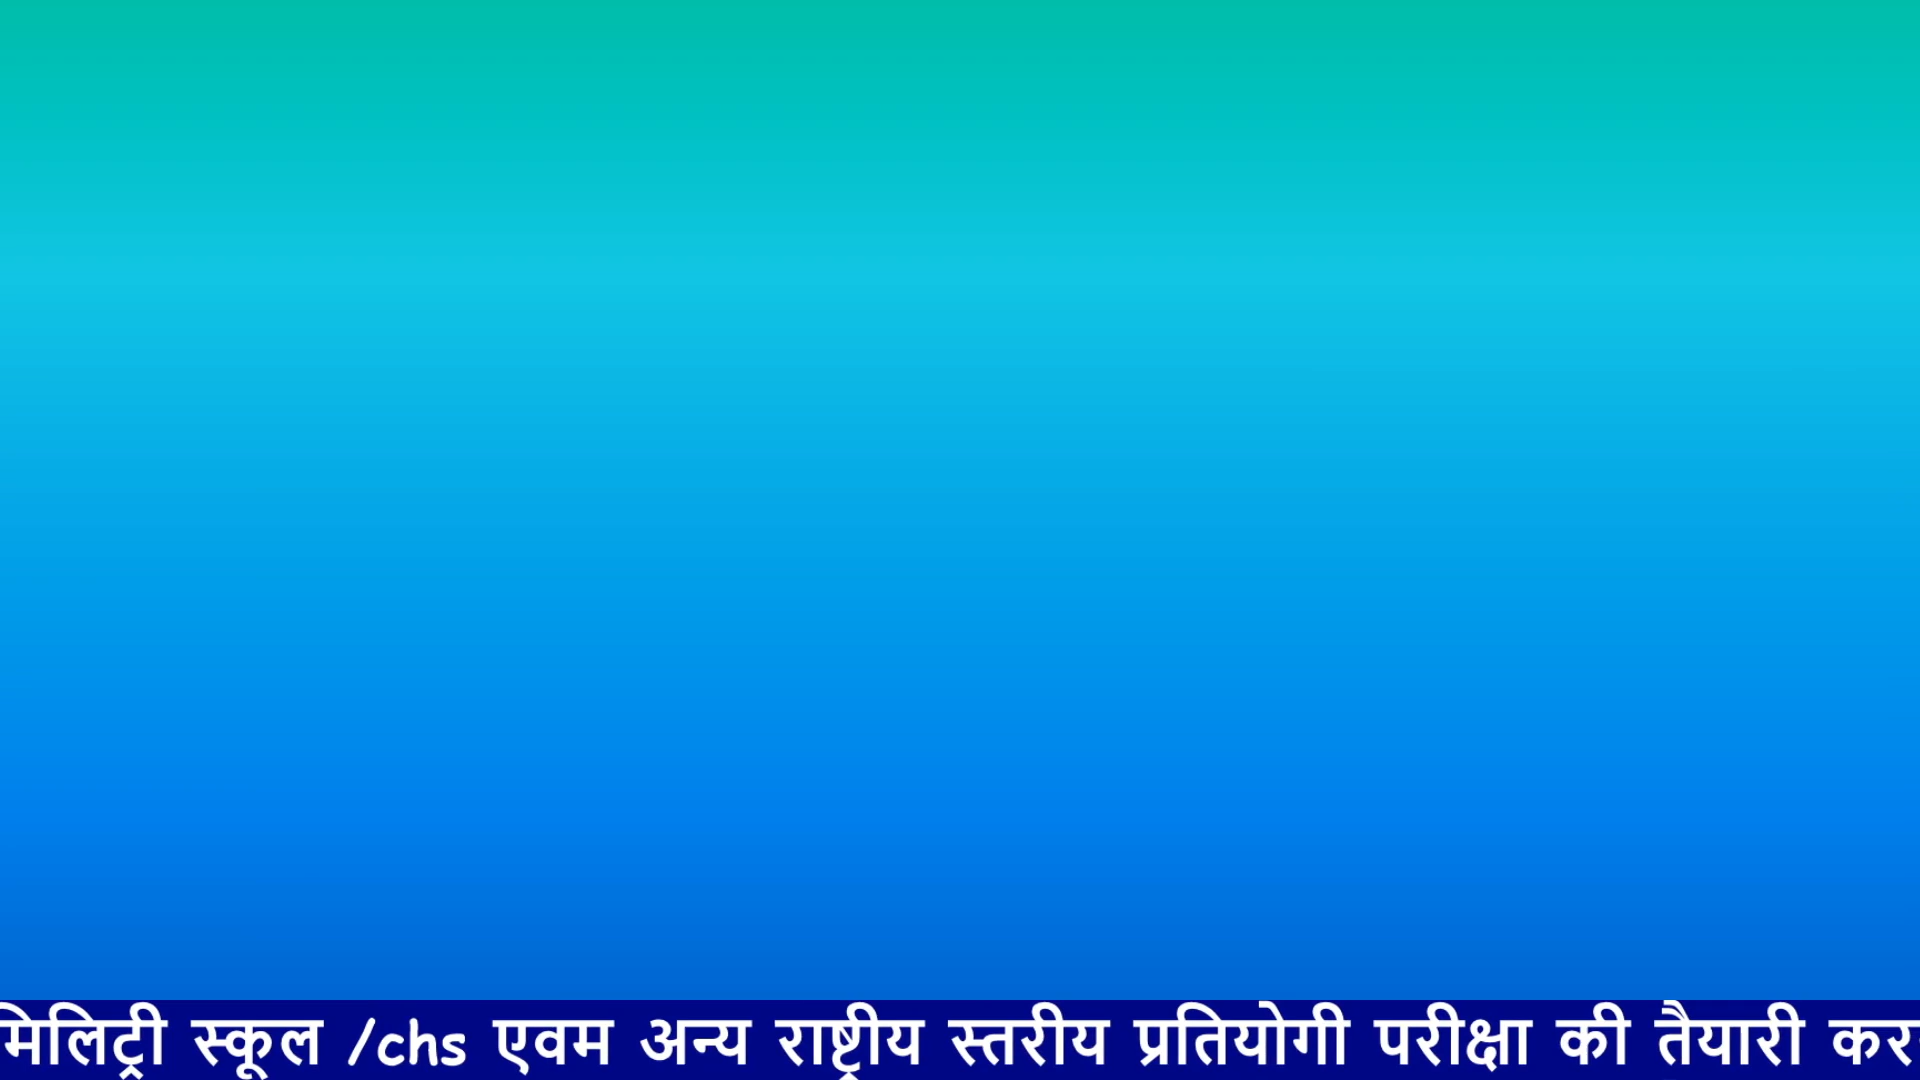 मिलिट्री स्कूल /chs एवम अन्य राष्ट्रीय स्तरीय प्रतियोगी परीक्षा की तैयारी